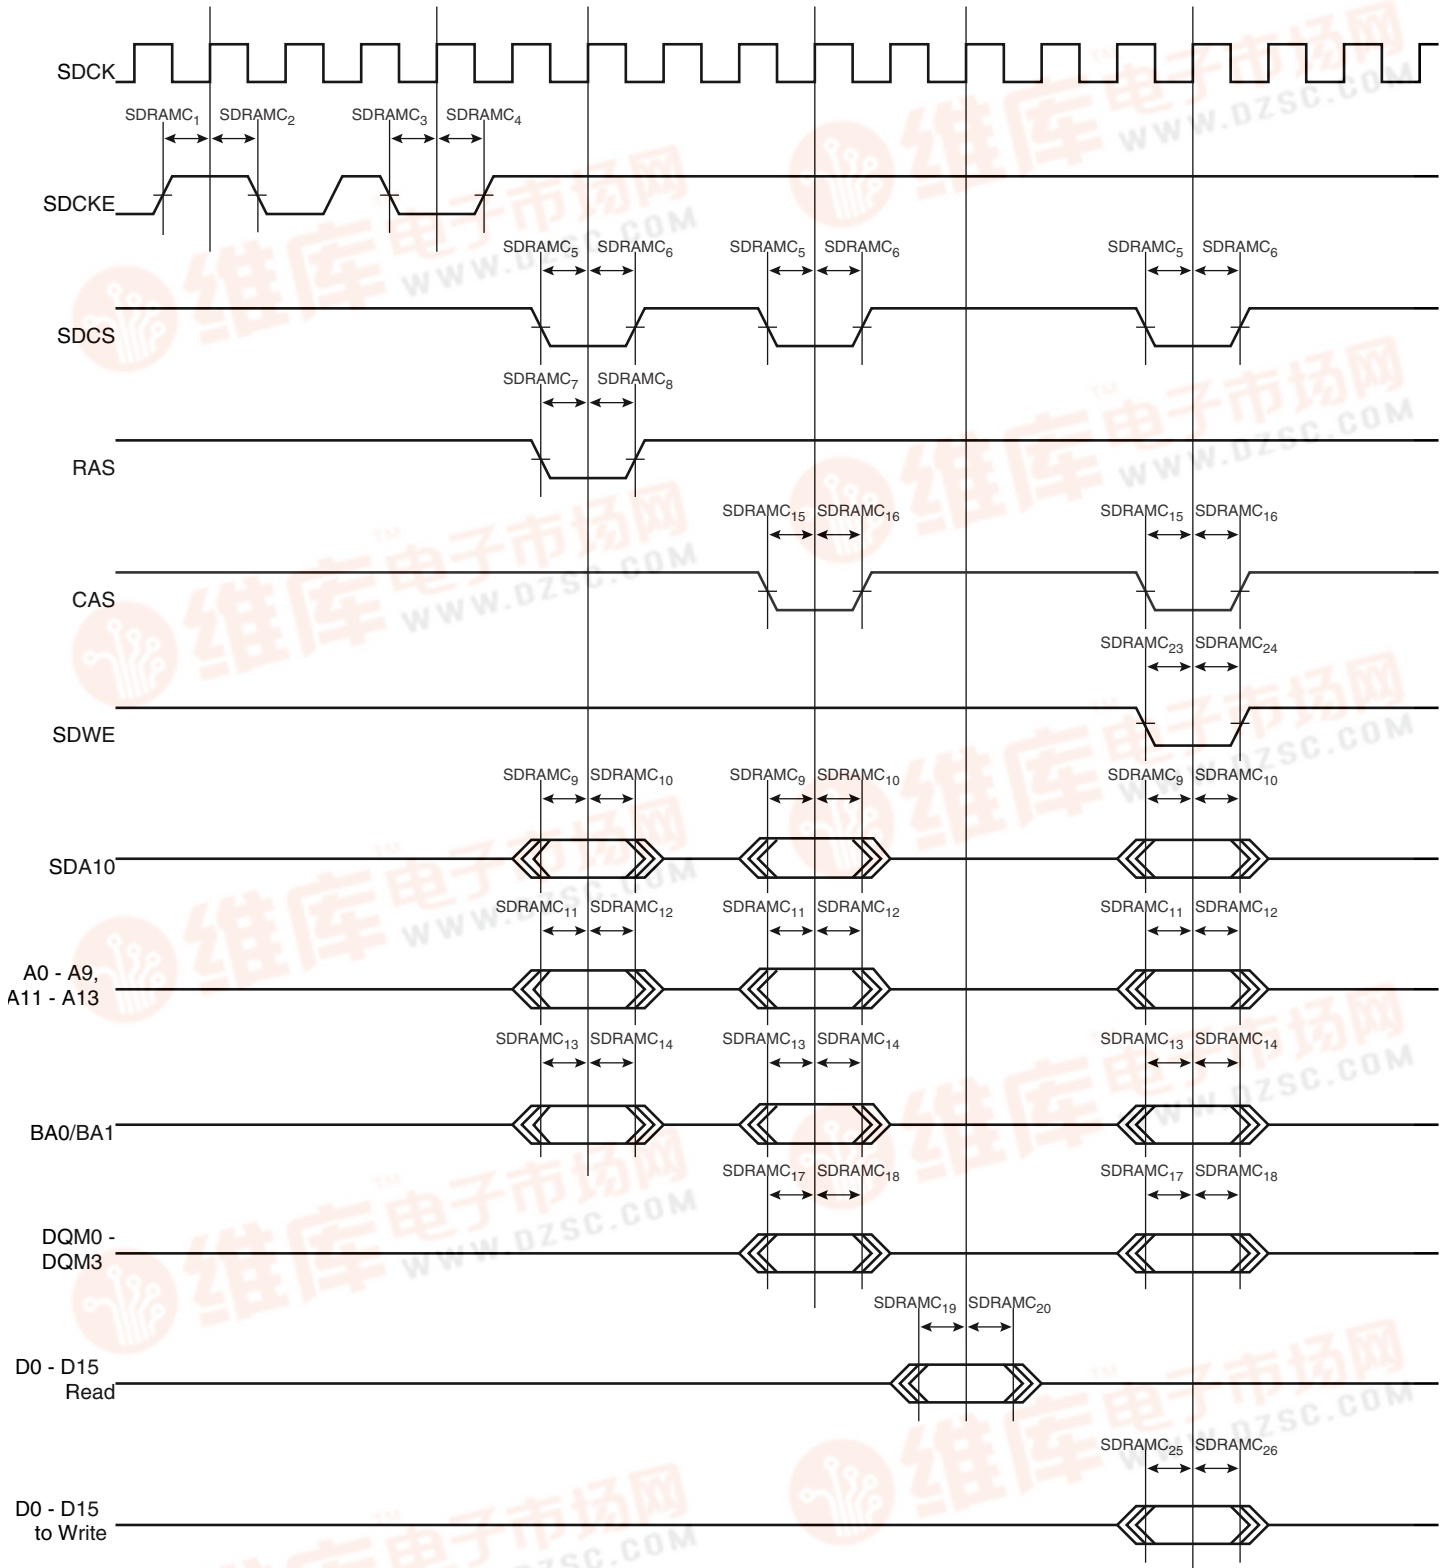 SDCK
SDRAMC1 SDRAMC2 SDRAMC3 SDRAMC4
SDCKE
SDRAMC5 SDRAMC6 SDRAMC5 SDRAMC6 SDRAMC5 SDRAMC6
SDCS
SDRAMC7 SDRAMC8
RAS
SDRAMC15 SDRAMC16 SDRAMC15 SDRAMC16
CAS
SDRAMC23 SDRAMC24
SDWE
SDRAMC9 SDRAMC10 SDRAMC9 SDRAMC10 SDRAMC9 SDRAMC10
SDA10
SDRAMC11 SDRAMC12 SDRAMC11 SDRAMC12 SDRAMC11 SDRAMC12
A0 - A9,
A11 - A13
SDRAMC13 SDRAMC14 SDRAMC13 SDRAMC14 SDRAMC13 SDRAMC14
BA0/BA1
SDRAMC17 SDRAMC18 SDRAMC17 SDRAMC18
DQM0 -
DQM3
SDRAMC19 SDRAMC20
D0 - D15
Read
SDRAMC25 SDRAMC26
D0 - D15
to Write
维库电子市场网
TM
WWW.DZSC.COM